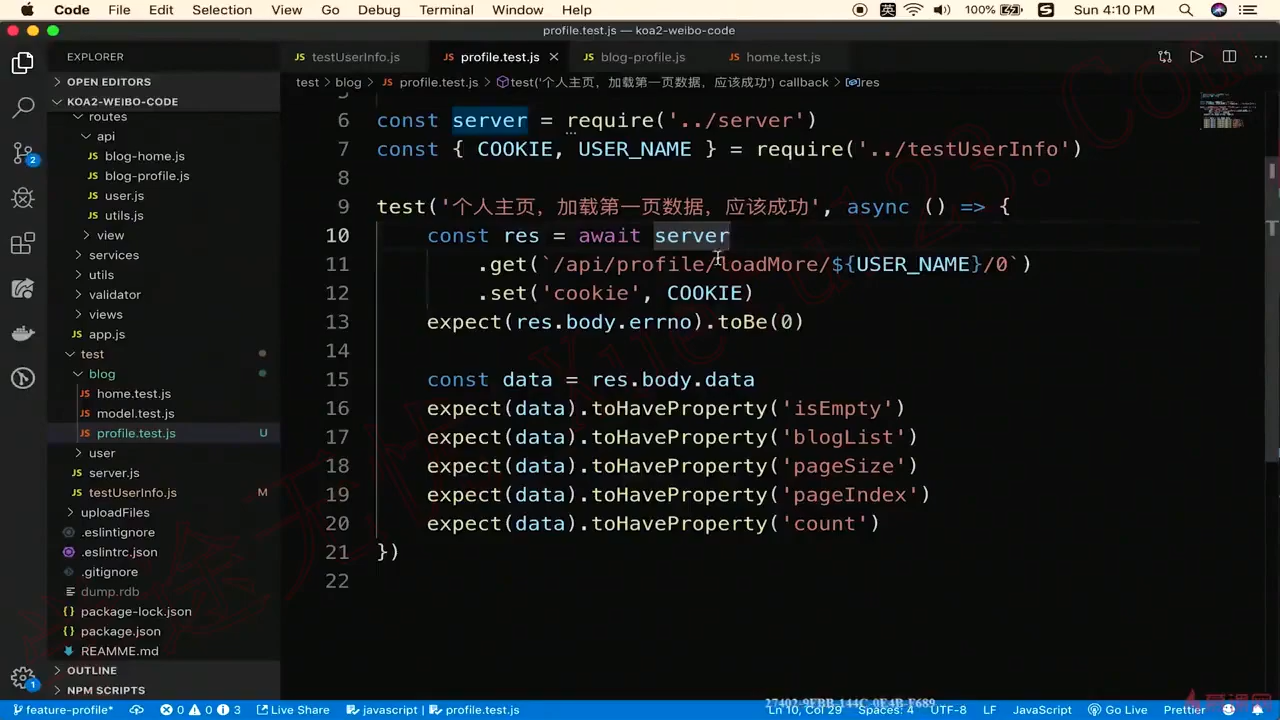 Code File Edit Selection View Go Debug Terminal Window Help 英 100% Sun 4:10 PM
profile.test.js — koa2-weibo-code
EXPLORER
testUserInfo.js
profile.test.js
blog-profile.js
home.test.js
OPEN EDITORS
KOA2-WEIBO-CODE
routes
api
blog-home.js
blog-profile.js
user.js
utils.js
view
services
utils
validator
views
app.js
test
blog
home.test.js
model.test.js
profile.test.js U
user
server.js
testUserInfo.js M
uploadFiles
.eslintignore
.eslintrc.json
.gitignore
dump.rdb
package-lock.json
package.json
REAMME.md
OUTLINE
NPM SCRIPTS
test > blog > JS profile.test.js > test('个人主页，加载第一页数据，应该成功') callback > res
6 const server = require('../server')
7 const { COOKIE, USER_NAME } = require('../testUserInfo')
8
9 test('个人主页，加载第一页数据，应该成功', async () => {
10 const res = await server
11 .get(`/api/profile/loadMore/${USER_NAME}/0`)
12 .set('cookie', COOKIE)
13 expect(res.body.errno).toBe(0)
14
15 const data = res.body.data
16 expect(data).toHaveProperty('isEmpty')
17 expect(data).toHaveProperty('blogList')
18 expect(data).toHaveProperty('pageSize')
19 expect(data).toHaveProperty('pageIndex')
20 expect(data).toHaveProperty('count')
21 })
22
feature-profile* 0 0 3 Live Share javascript | profile.test.js Ln 10, Col 29 Spaces: 4 UTF-8 LF JavaScript Go Live Prettier